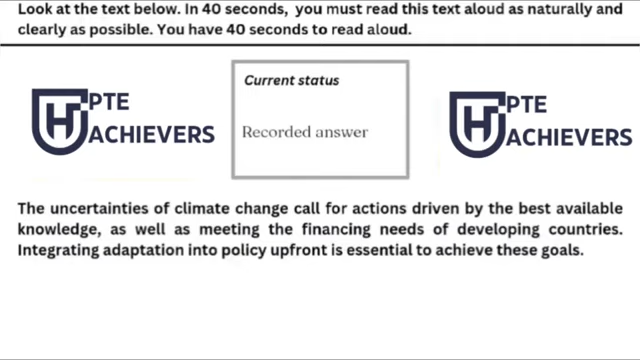 Look at the text below. In 40 seconds, you must read this text aloud as naturally and
clearly as possible. You have 40 seconds to read aloud.
PTE
ACHIEVERS
Current status
Recorded answer
PTE
ACHIEVERS
The uncertainties of climate change call for actions driven by the best available
knowledge, as well as meeting the financing needs of developing countries.
Integrating adaptation into policy upfront is essential to achieve these goals.